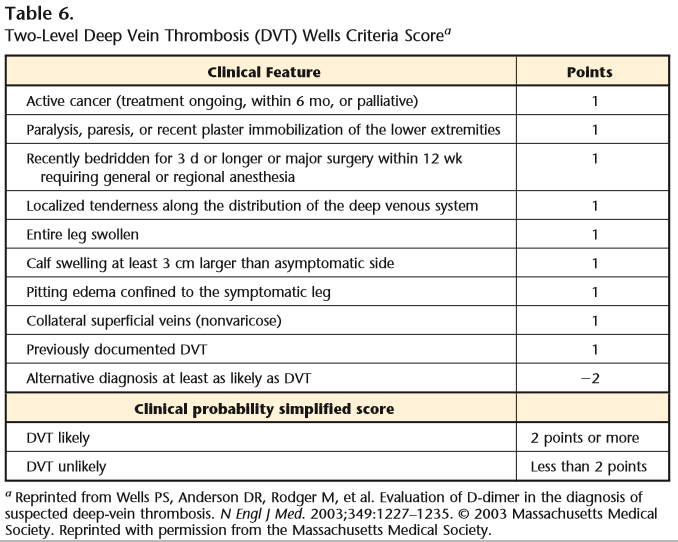 Table 6.
Two-Level Deep Vein Thrombosis (DVT) Wells Criteria Scoreᵃ
Clinical Feature Points
Active cancer (treatment ongoing, within 6 mo, or palliative) 1
Paralysis, paresis, or recent plaster immobilization of the lower extremities 1
Recently bedridden for 3 d or longer or major surgery within 12 wk 1
requiring general or regional anesthesia
Localized tenderness along the distribution of the deep venous system 1
Entire leg swollen 1
Calf swelling at least 3 cm larger than asymptomatic side 1
Pitting edema confined to the symptomatic leg 1
Collateral superficial veins (nonvaricose) 1
Previously documented DVT 1
Alternative diagnosis at least as likely as DVT −2
Clinical probability simplified score
DVT likely 2 points or more
DVT unlikely Less than 2 points
ᵃ Reprinted from Wells PS, Anderson DR, Rodger M, et al. Evaluation of D-dimer in the diagnosis of
suspected deep-vein thrombosis. N Engl J Med. 2003;349:1227–1235. © 2003 Massachusetts Medical
Society. Reprinted with permission from the Massachusetts Medical Society.